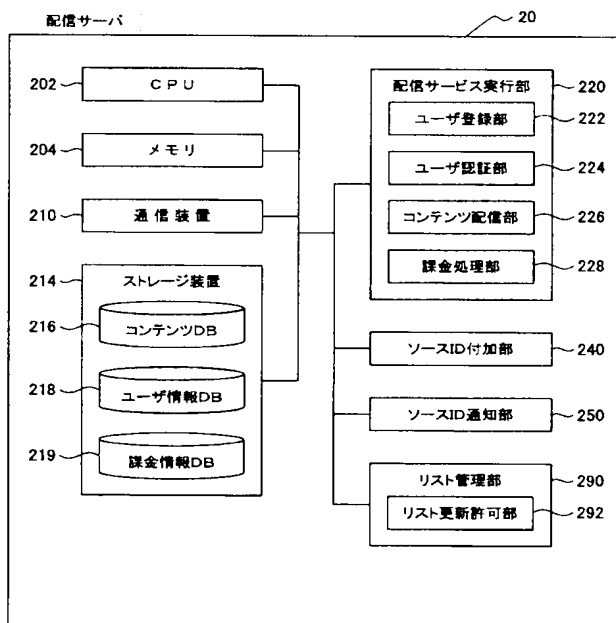 配信サーバ
20
202
CPU
204
メモリ
210
通信装置
214
ストレージ装置
216
コンテンツDB
218
ユーザ情報DB
219
課金情報DB
配信サービス実行部
220
ユーザ登録部
222
ユーザ認証部
224
コンテンツ配信部
226
課金処理部
228
ソースID付加部
240
ソースID通知部
250
リスト管理部
290
リスト更新許可部
292